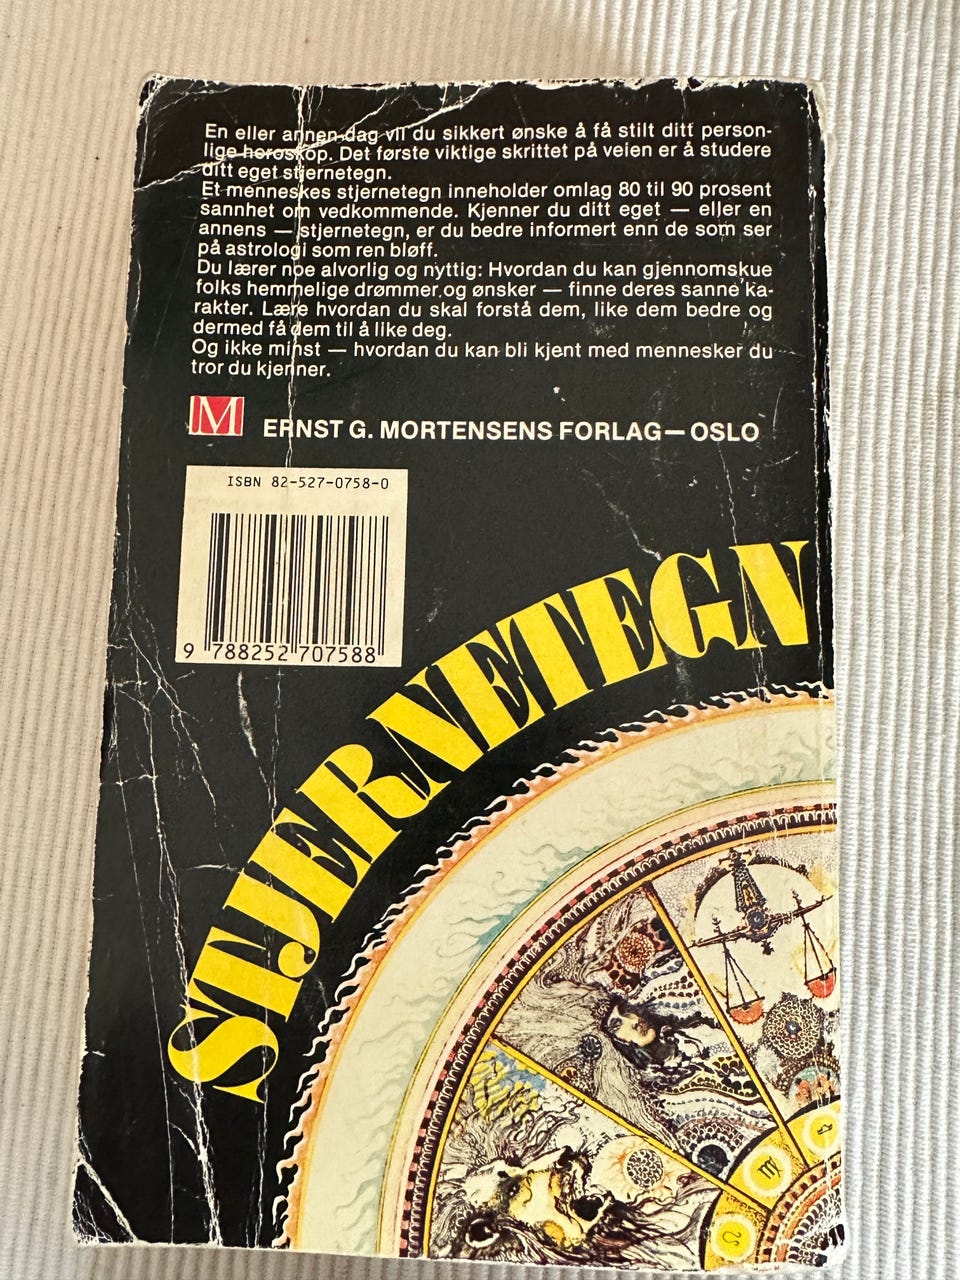 En eller annen dag vil du sikkert ønske å få stilt ditt person-
lige horoskop. Det første viktige skrittet på veien er å studere
ditt eget stjernetegn.
Et menneskes stjernetegn inneholder omlag 80 til 90 prosent
sannhet om vedkommende. Kjenner du ditt eget — eller en
annens — stjernetegn, er du bedre informert enn de som ser
på astrologi som ren bløff.
Du lærer noe alvorlig og nyttig: Hvordan du kan gjennomskue
folks hemmelige drømmer og ønsker — finne deres sanne ka-
rakter. Lære hvordan du skal forstå dem, like dem bedre og
dermed få dem til å like deg.
Og ikke minst — hvordan du kan bli kjent med mennesker du
tror du kjenner.
M ERNST G. MORTENSENS FORLAG — OSLO
ISBN 82-527-0758-0
9 788252 707588
STJERNETEGN